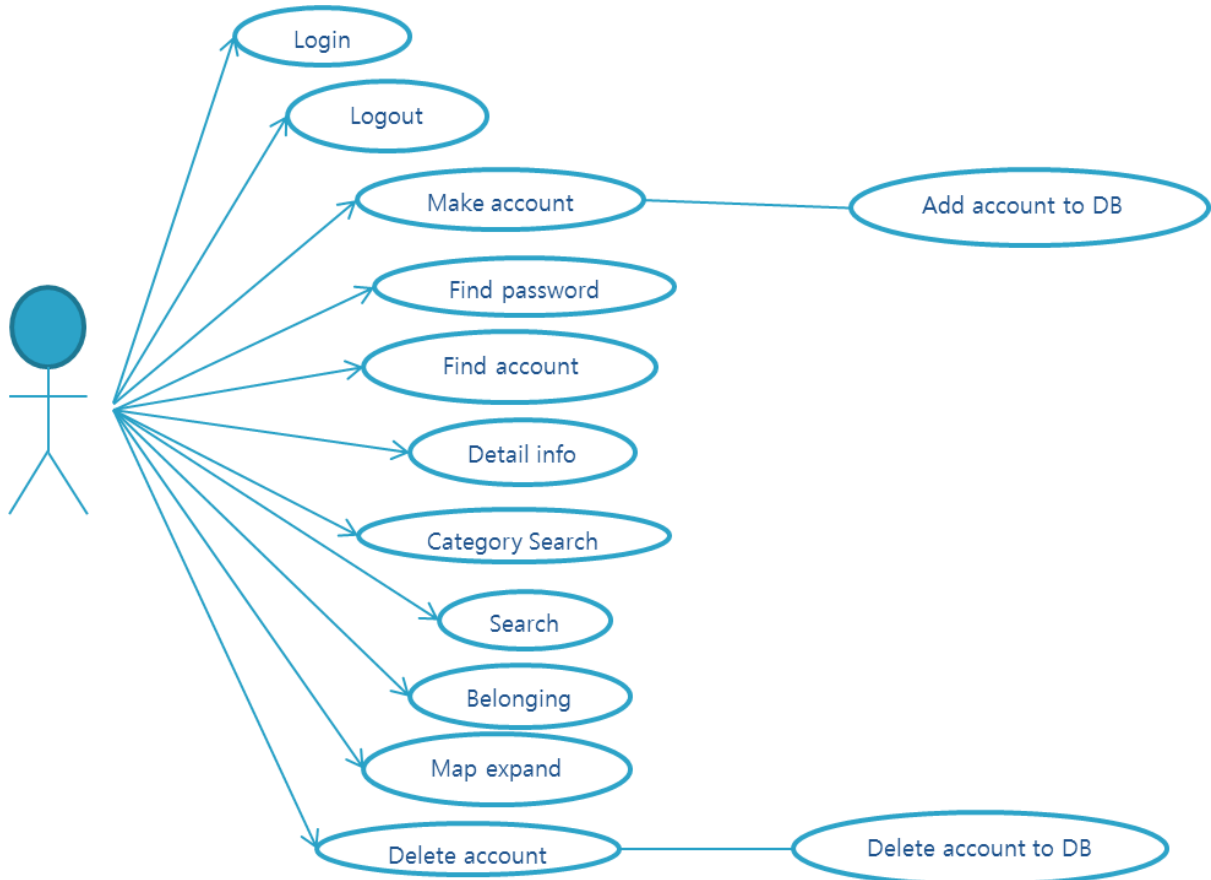 Login
Logout
Make account
Add account to DB
Find password
Find account
Detail info
Category Search
Search
Belonging
Map expand
Delete account
Delete account to DB